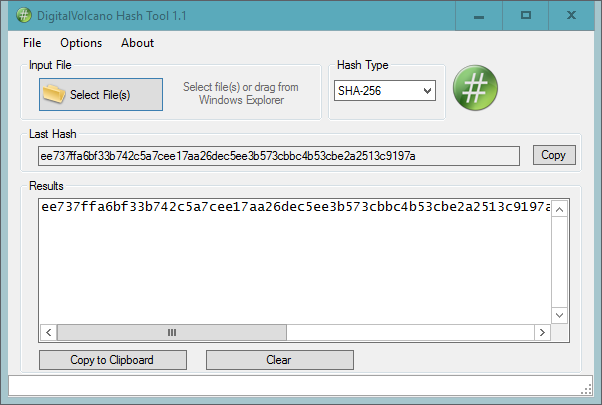 DigitalVolcano Hash Tool 1.1
File Options About
Input File
Select File(s)
Select file(s) or drag from
Windows Explorer
Hash Type
SHA-256
#
Last Hash
ee737ffa6bf33b742c5a7cee17aa26dec5ee3b573cbbc4b53cbe2a2513c9197a
Copy
Results
ee737ffa6bf33b742c5a7cee17aa26dec5ee3b573cbbc4b53cbe2a2513c9197a
Copy to Clipboard
Clear